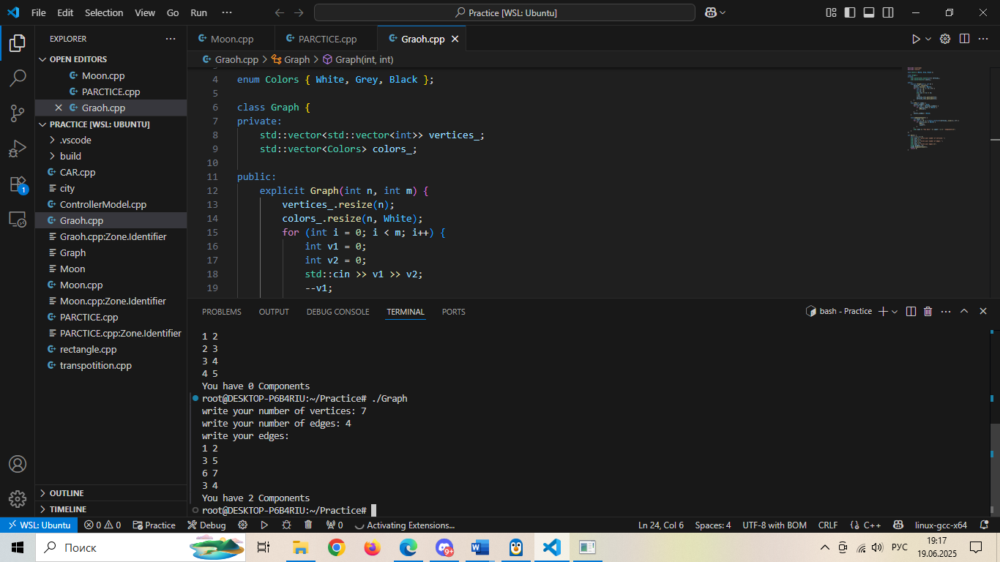 File Edit Selection View Go Run ··· Practice [WSL: Ubuntu]
EXPLORER ···
OPEN EDITORS
Moon.cpp
PARCTICE.cpp
Graoh.cpp
PRACTICE [WSL: UBUNTU]
.vscode
build
CAR.cpp
city
ControllerModel.cpp
Graoh.cpp
Graoh.cpp:Zone.Identifier
Graph
Moon
Moon.cpp
Moon.cpp:Zone.Identifier
PARCTICE.cpp
PARCTICE.cpp:Zone.Identifier
rectangle.cpp
transpotition.cpp
OUTLINE
TIMELINE
1
Moon.cpp PARCTICE.cpp Graoh.cpp
Graoh.cpp > Graph > Graph(int, int)
4 enum Colors { White, Grey, Black };
5
6 class Graph {
7 private:
8 std::vector<std::vector<int>> vertices_;
9 std::vector<Colors> colors_;
10
11 public:
12 explicit Graph(int n, int m) {
13 vertices_.resize(n);
14 colors_.resize(n, White);
15 for (int i = 0; i < m; i++) {
16 int v1 = 0;
17 int v2 = 0;
18 std::cin >> v1 >> v2;
19 --v1;
PROBLEMS OUTPUT DEBUG CONSOLE TERMINAL PORTS bash - Practice
1 2
2 3
3 4
4 5
You have 0 Components
root@DESKTOP-P6B4RIU:~/Practice# ./Graph
write your number of vertices: 7
write your number of edges: 4
write your edges:
1 2
3 5
6 7
3 4
You have 2 Components
root@DESKTOP-P6B4RIU:~/Practice#
WSL: Ubuntu 0 0 Practice Debug 0 Activating Extensions... Ln 24, Col 6 Spaces: 4 UTF-8 with BOM CRLF {} C++ linux-gcc-x64
Поиск 9+ РУС 19:17
19.06.2025